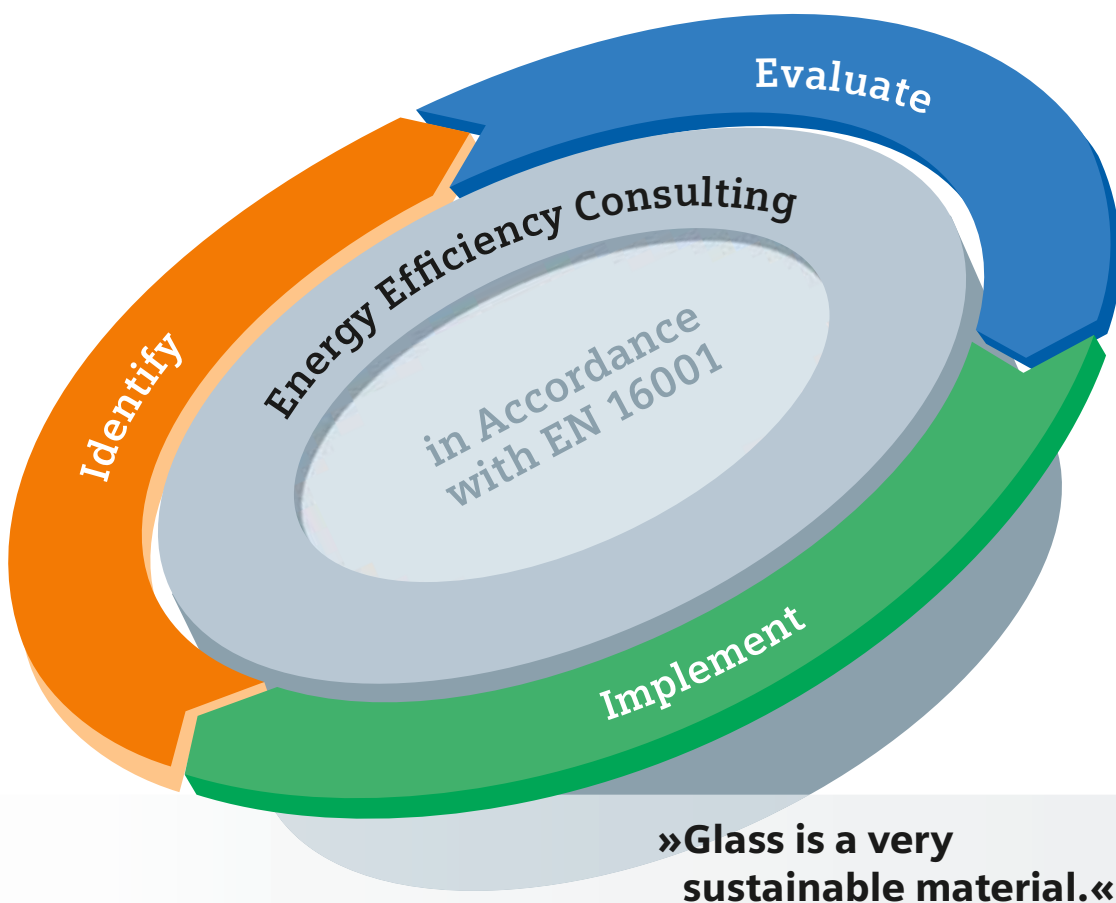 Evaluate
Energy Efficiency Consulting
Identify
in Accordance
with EN 16001
Implement
»Glass is a very
sustainable material.«